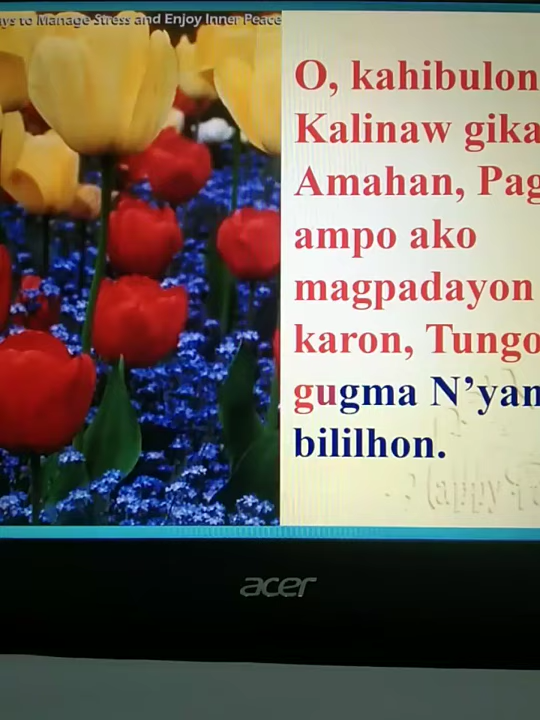 ys to Manage Stress and Enjoy Inner Peace
O, kahibulon
Kalinaw gika
Amahan, Pag
ampo ako
magpadayon
karon, Tungo
gugma N'yan
bililhon.
acer